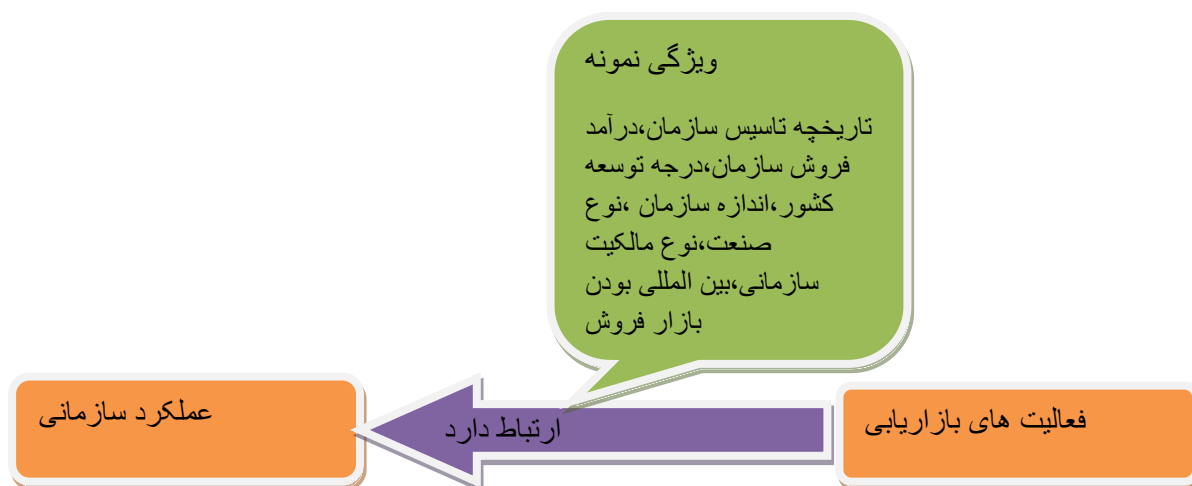 ویژگی نمونه
تاریخچه تاسیس سازمان،درآمد
فروش سازمان،درجه توسعه
کشور،اندازه سازمان ،نوع
صنعت،نوع مالکیت
سازمانی،بین المللی بودن
بازار فروش
فعالیت های بازاریابی
ارتباط دارد
عملکرد سازمانی